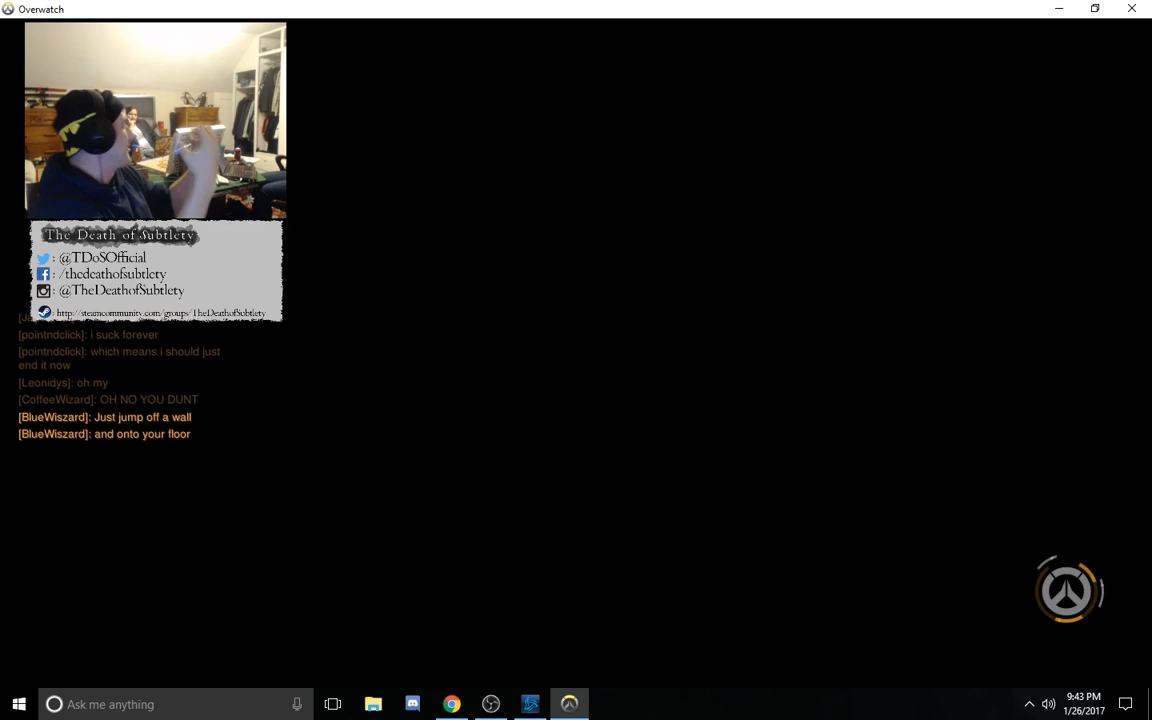 Overwatch
The Death of Subtlety
: @TDoSOfficial
: /thedeathofsubtlety
: @TheDeathofSubtlety
: http://steamcommunity.com/groups/TheDeathofSubtlety
[pointndclick]: i suck forever
[pointndclick]: which means i should just
end it now
[Leonidys]: oh my
[CoffeeWizard]: OH NO YOU DUNT
[BlueWiszard]: Just jump off a wall
[BlueWiszard]: and onto your floor
Ask me anything
9:43 PM
1/26/2017